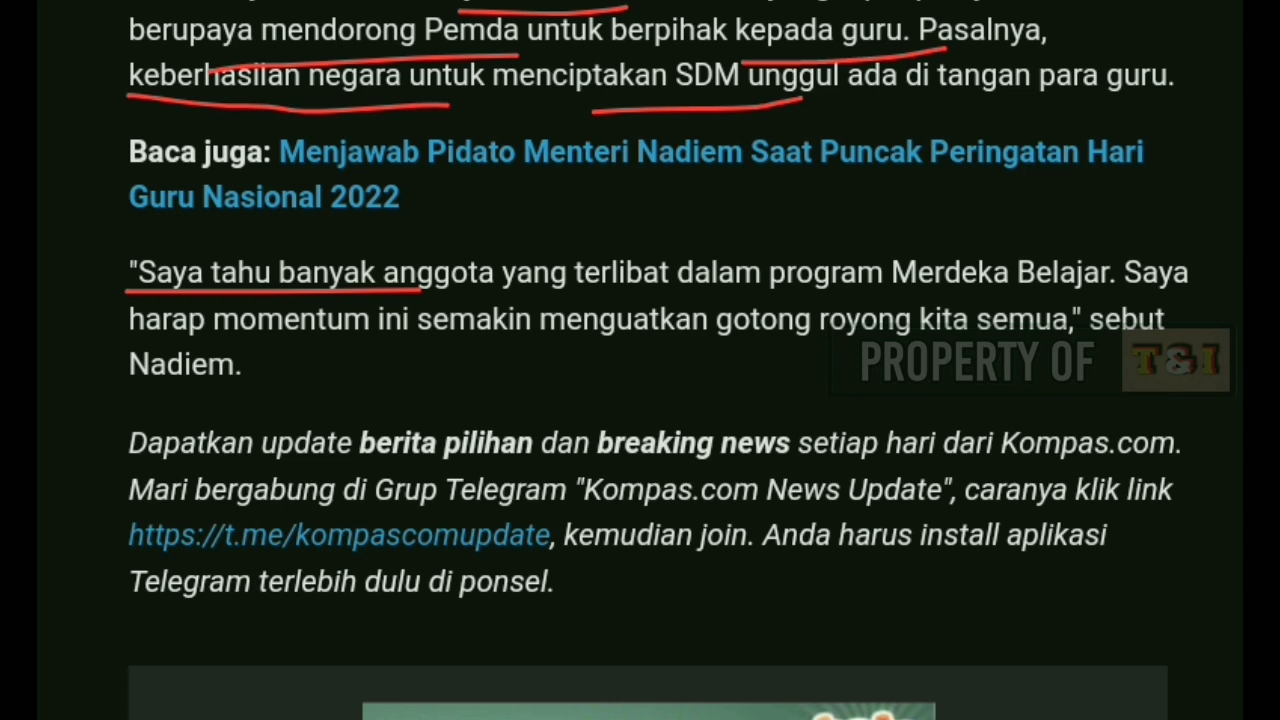 berupaya mendorong Pemda untuk berpihak kepada guru. Pasalnya,
keberhasilan negara untuk menciptakan SDM unggul ada di tangan para guru.
Baca juga: Menjawab Pidato Menteri Nadiem Saat Puncak Peringatan Hari
Guru Nasional 2022
"Saya tahu banyak anggota yang terlibat dalam program Merdeka Belajar. Saya
harap momentum ini semakin menguatkan gotong royong kita semua," sebut
Nadiem.
PROPERTY OF T&I
Dapatkan update berita pilihan dan breaking news setiap hari dari Kompas.com.
Mari bergabung di Grup Telegram "Kompas.com News Update", caranya klik link
https://t.me/kompascomupdate, kemudian join. Anda harus install aplikasi
Telegram terlebih dulu di ponsel.